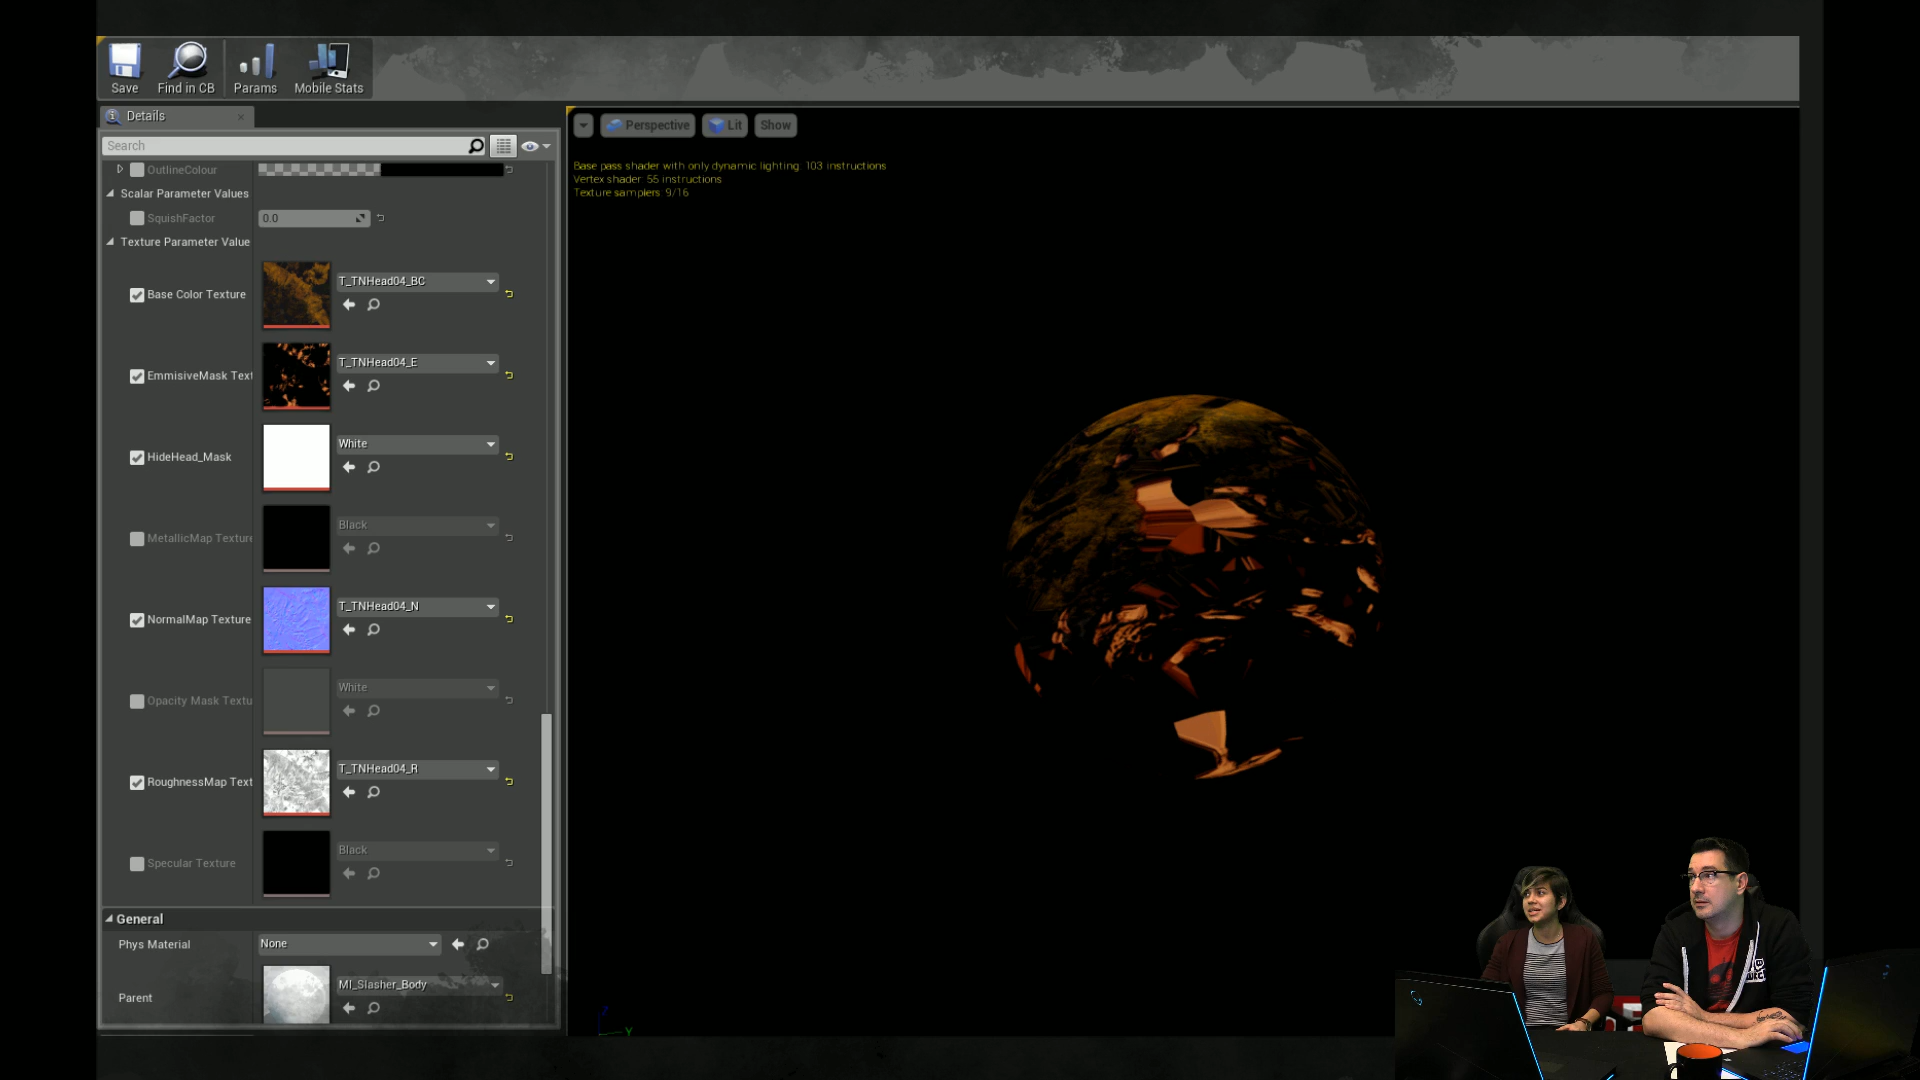 Save
Find in CB
Params
Mobile Stats
Details
Search
Perspective
Lit
Show
Base pass shader with only dynamic lighting: 103 instructions
Vertex shader: 55 instructions
Texture samplers: 9/16
OutlineColour
Scalar Parameter Values
SquishFactor
0.0
Texture Parameter Value
Base Color Texture
T_TNHead04_BC
EmmisiveMask Text
T_TNHead04_E
HideHead_Mask
White
MetallicMap Texture
Black
NormalMap Texture
T_TNHead04_N
Opacity Mask Textu
White
RoughnessMap Text
T_TNHead04_R
Specular Texture
Black
General
Phys Material
None
Parent
MI_Slasher_Body
Y